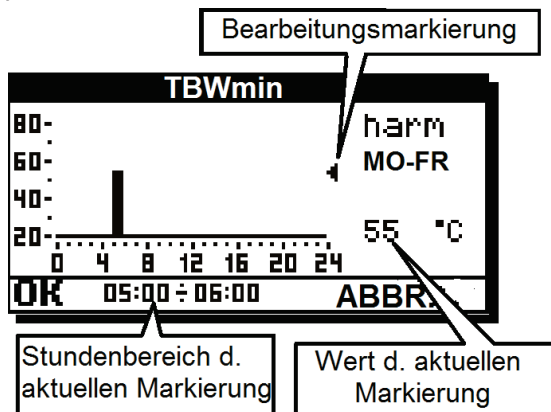 Bearbeitungsmarkierung
TBWmin
80
60
40
20
0 4 8 12 16 20 24
harm
MO-FR
55 °C
OK 05:00÷06:00 ABBR.
Stundenbereich d.
aktuellen Markierung
Wert d. aktuellen
Markierung